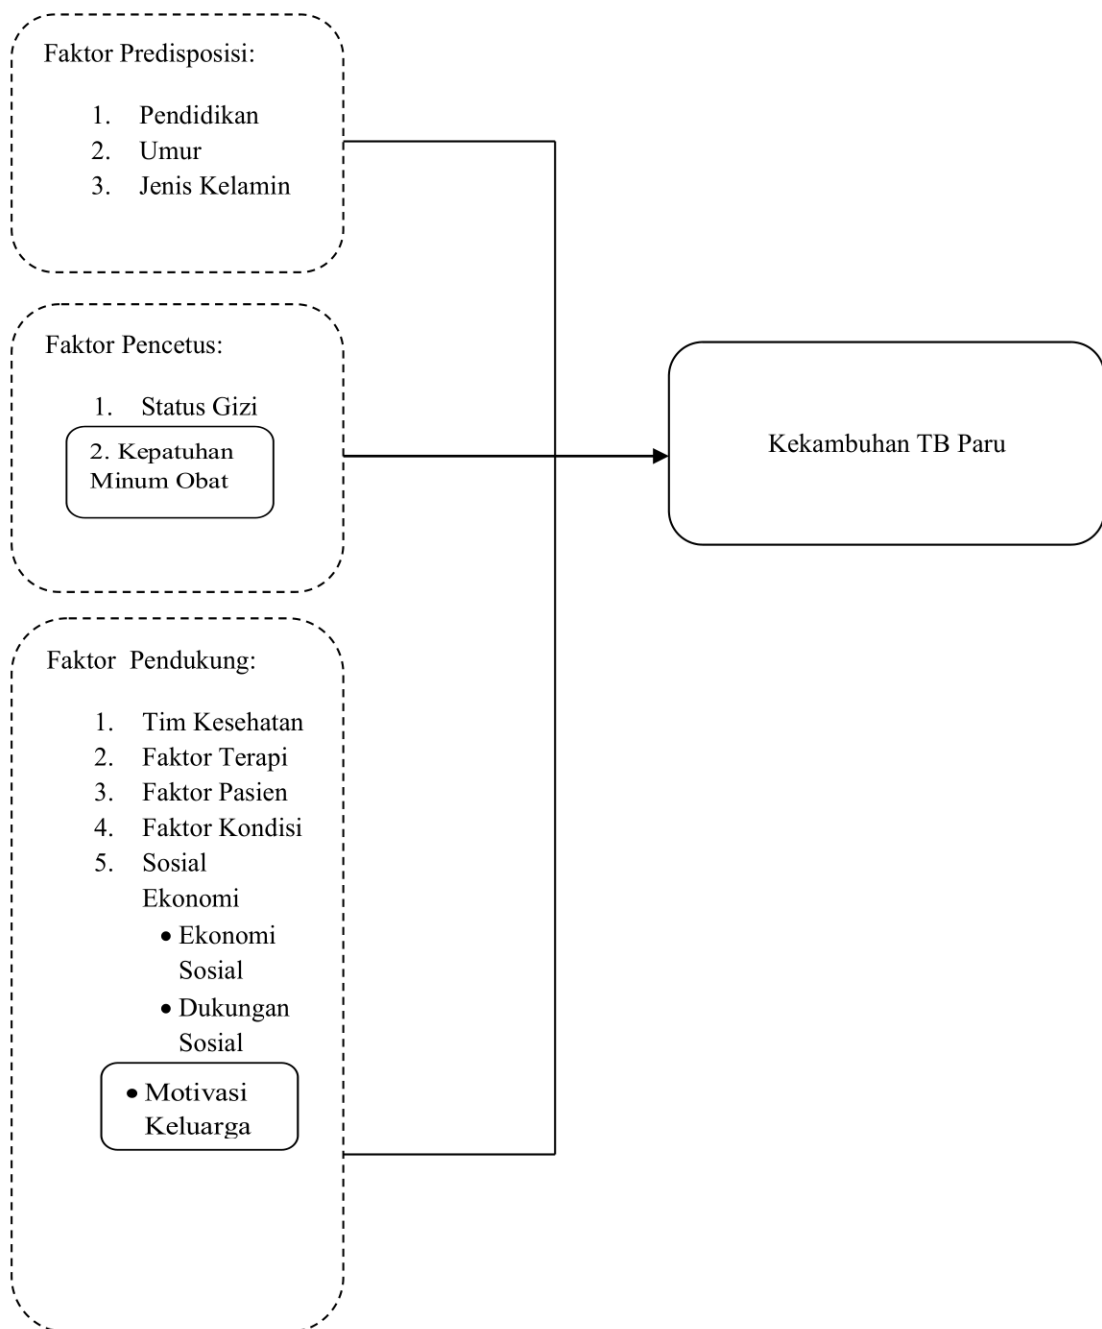 Faktor Predisposisi:
1. Pendidikan
2. Umur
3. Jenis Kelamin
Faktor Pencetus:
1. Status Gizi
2. Kepatuhan
Minum Obat
Kekambuhan TB Paru
Faktor Pendukung:
1. Tim Kesehatan
2. Faktor Terapi
3. Faktor Pasien
4. Faktor Kondisi
5. Sosial
Ekonomi
• Ekonomi
Sosial
• Dukungan
Sosial
• Motivasi
Keluarga